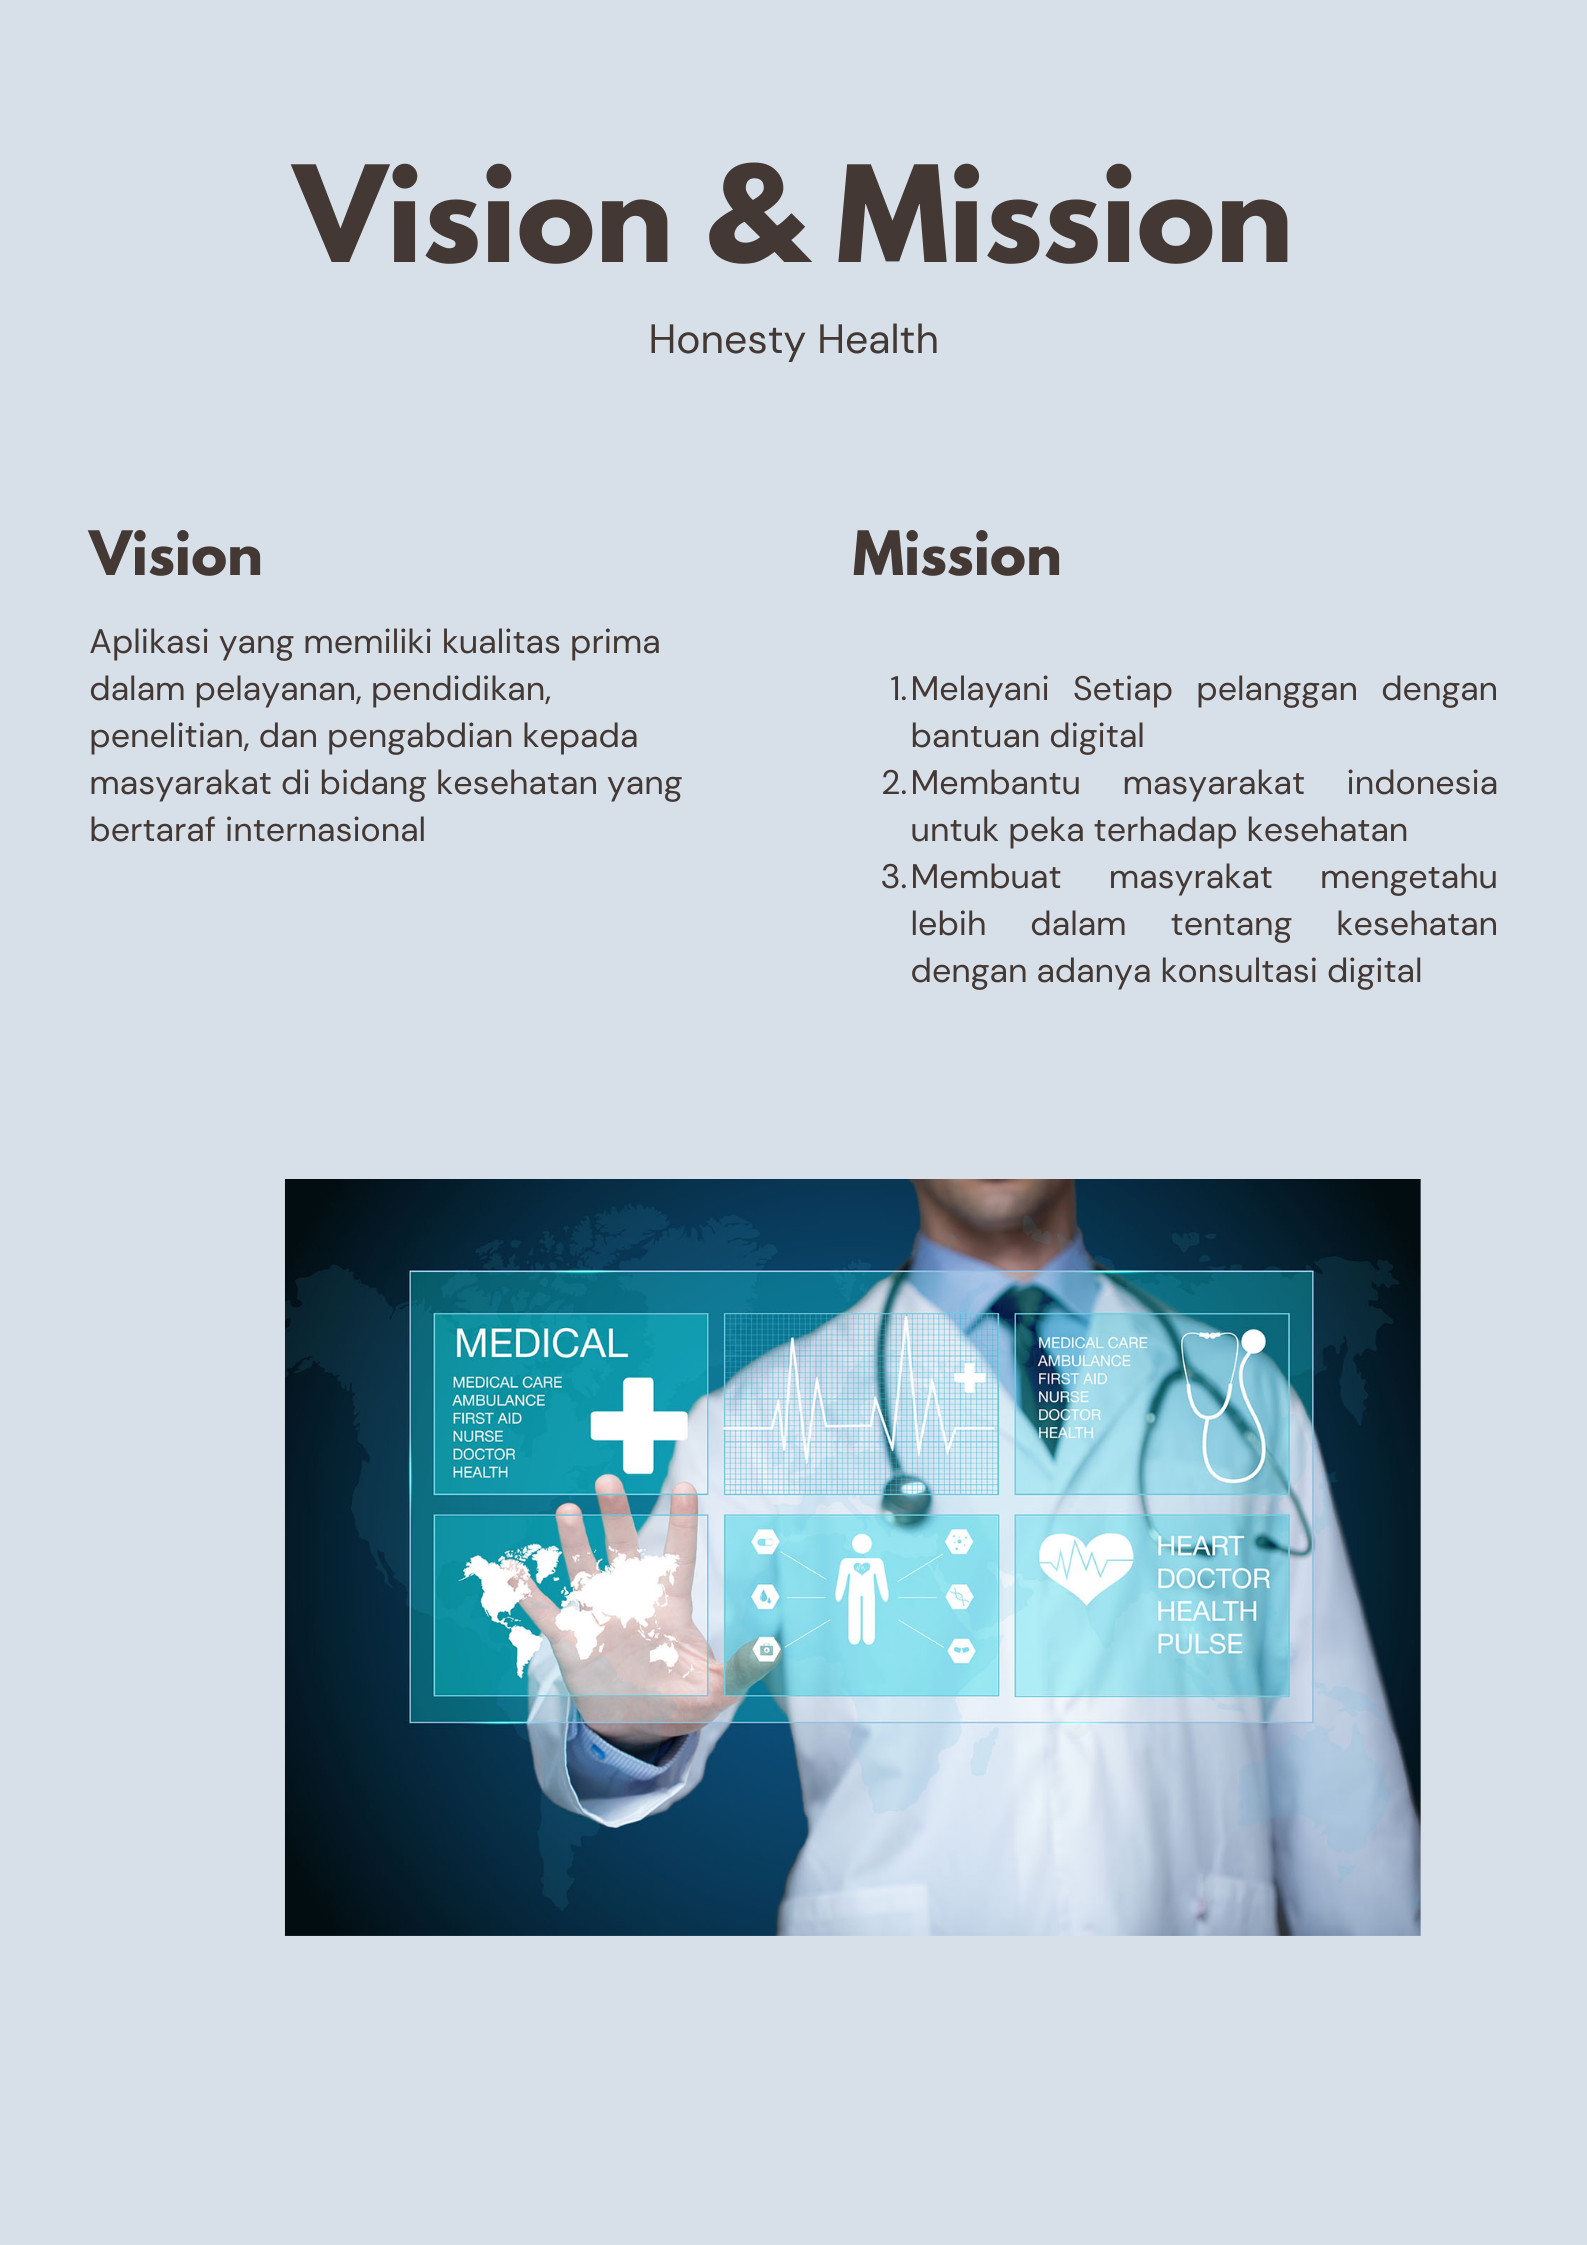 Vision & Mission
Honesty Health
Vision
Aplikasi yang memiliki kualitas prima
dalam pelayanan, pendidikan,
penelitian, dan pengabdian kepada
masyarakat di bidang kesehatan yang
bertaraf internasional
Mission
1. Melayani Setiap pelanggan dengan
bantuan digital
2. Membantu masyarakat indonesia
untuk peka terhadap kesehatan
3. Membuat masyrakat mengetahu
lebih dalam tentang kesehatan
dengan adanya konsultasi digital
MEDICAL
MEDICAL CARE
AMBULANCE
FIRST AID
NURSE
DOCTOR
HEALTH
MEDICAL CARE
AMBULANCE
FIRST AID
NURSE
DOCTOR
HEALTH
HEART
DOCTOR
HEALTH
PULSE